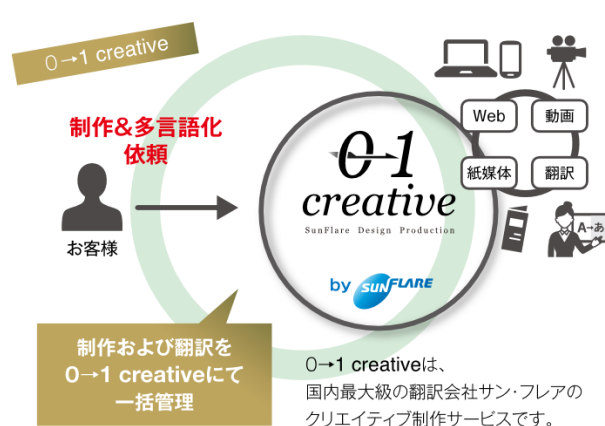 0→1 creative
制作&多言語化
依頼
お客様
0→1
creative
SunFlare Design Production
by SUNFLARE
Web
動画
紙媒体
翻訳
A→あ
制作および翻訳を
0→1 creativeにて
一括管理
0→1 creativeは、
国内最大級の翻訳会社サン・フレアの
クリエイティブ制作サービスです。